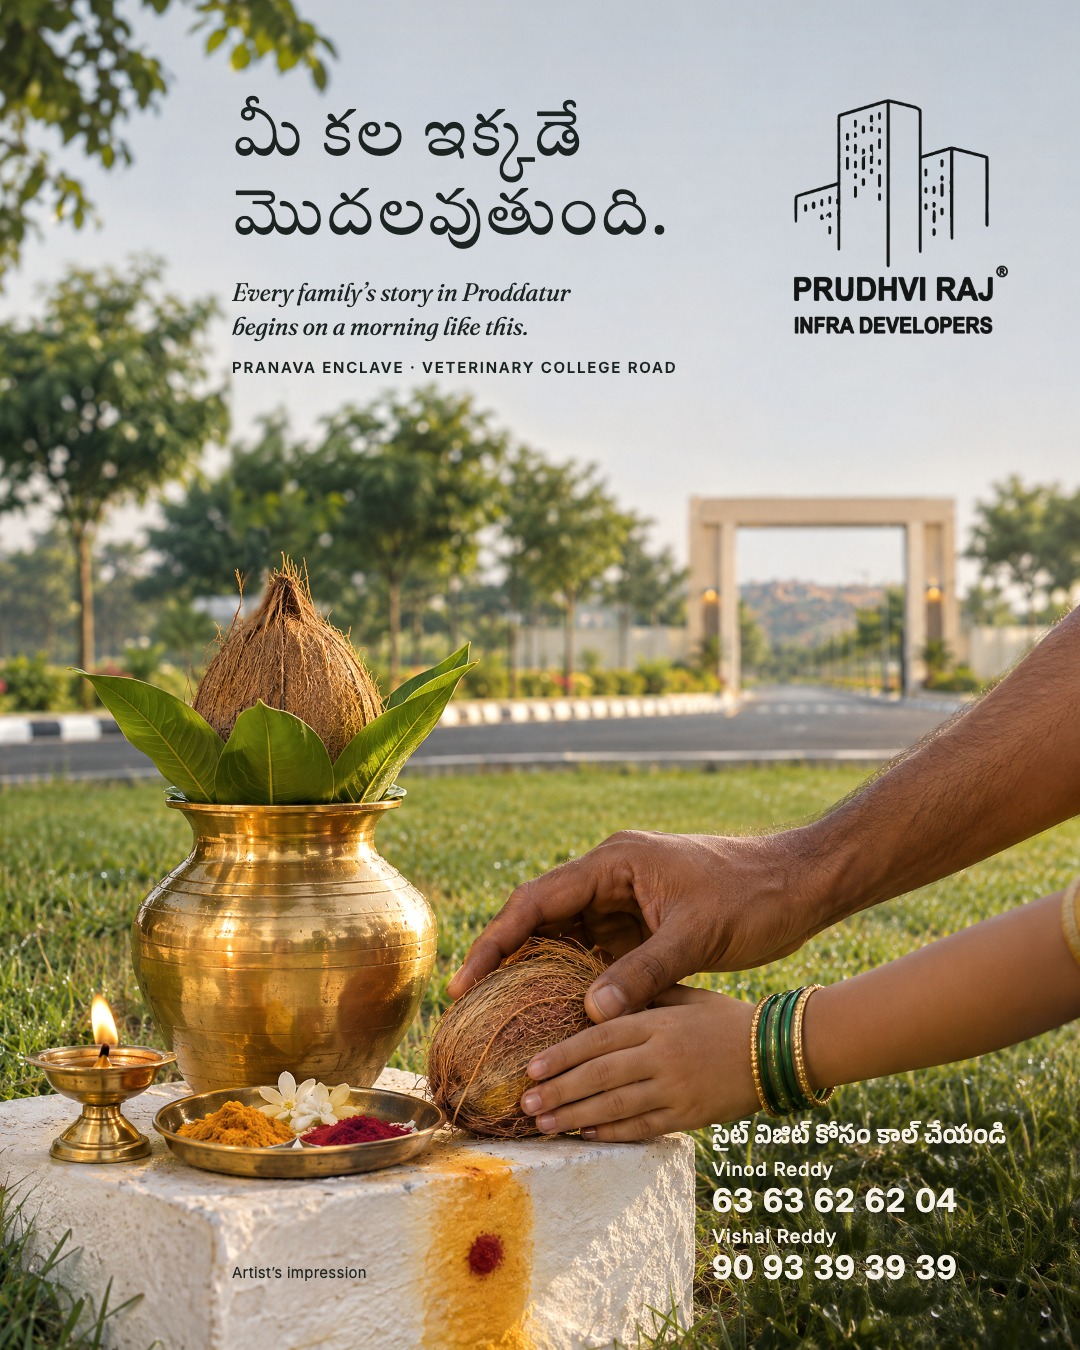 మీ కల ఇక్కడే
మొదలవుతుంది.
Every family's story in Proddatur
begins on a morning like this.
PRANAVA ENCLAVE · VETERINARY COLLEGE ROAD
PRUDHVI RAJ®
INFRA DEVELOPERS
సైట్ విజిట్ కోసం కాల్ చేయండి
Vinod Reddy
63 63 62 62 04
Vishal Reddy
90 93 39 39 39
Artist's impression